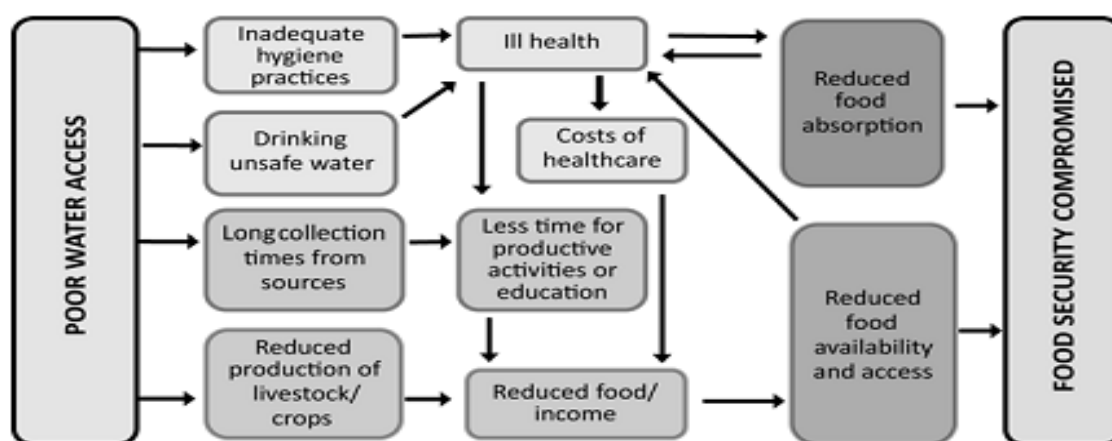 POOR WATER ACCESS
Inadequate
hygiene
practices
Drinking
unsafe water
Long collection
times from
sources
Reduced
production of
livestock/
crops
Ill health
Costs of
healthcare
Less time for
productive
activities or
education
Reduced food/
income
Reduced
food
absorption
Reduced
food
availability
and access
FOOD SECURITY COMPROMISED